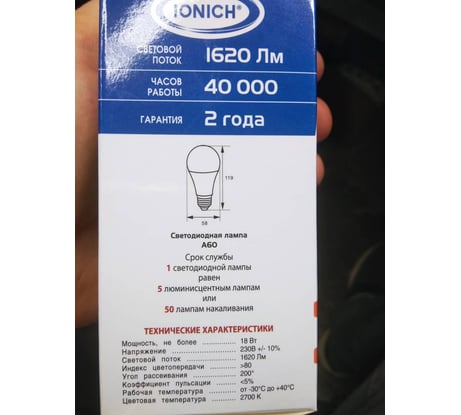 IONICH®
СВЕТОВОЙ ПОТОК 1620 Лм
ЧАСОВ РАБОТЫ 40 000
ГАРАНТИЯ 2 года
119
58
Светодиодная лампа
A60
Срок службы
1 светодиодной лампы
равен
5 люминисцентным лампам
или
50 лампам накаливания
ТЕХНИЧЕСКИЕ ХАРАКТЕРИСТИКИ
Мощность, не более 18 Вт
Напряжение 230В +/- 10%
Световой поток 1620 Лм
Индекс цветопередачи >80
Угол рассеивания 200°
Коэффициент пульсации <5%
Рабочая температура от -30°С до +40°С
Цветовая температура 2700 К